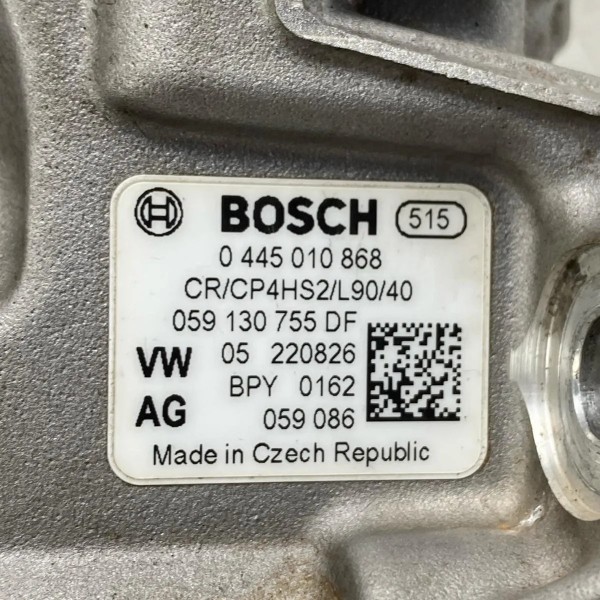 BOSCH 515
0 445 010 868
CR/CP4HS2/L90/40
059 130 755 DF
VW 05 220826
BPY 0162
AG 059 086
Made in Czech Republic